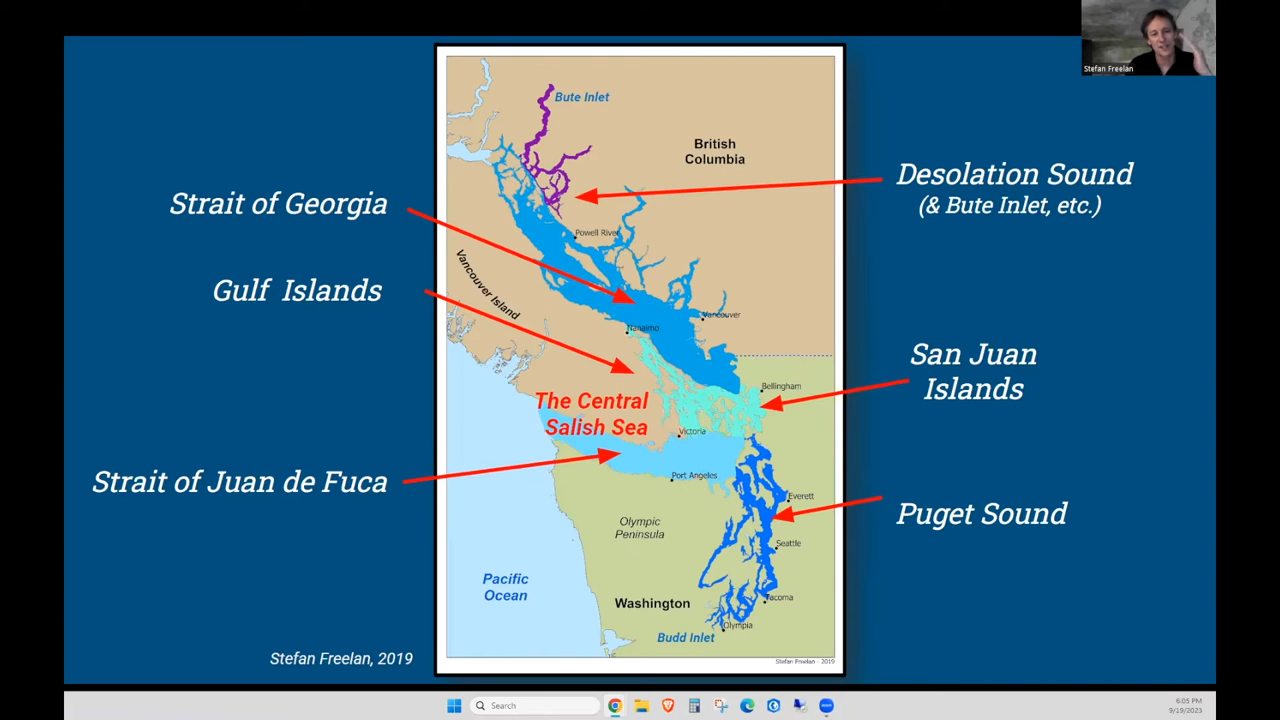 Stefan Freelan
Bute Inlet
British
Columbia
Desolation Sound
(& Bute Inlet, etc.)
Strait of Georgia
Powell River
Gulf Islands
Vancouver Island
Vancouver
Nanaimo
San Juan
Islands
Bellingham
The Central
Salish Sea
Victoria
Strait of Juan de Fuca
Port Angeles
Everett
Puget Sound
Olympic
Peninsula
Seattle
Pacific
Ocean
Washington
Tacoma
Olympia
Budd Inlet
Stefan Freelan, 2019
Stefan Freelan - 2019
Search
6:05 PM
9/19/2023